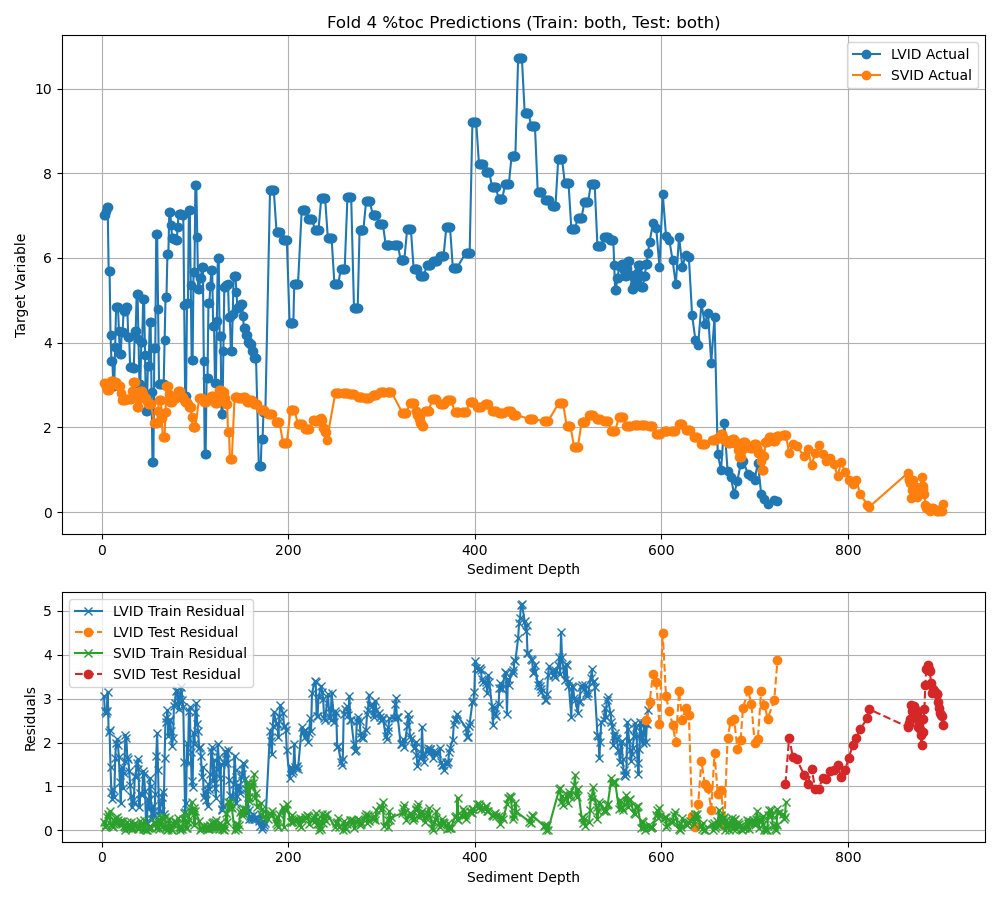 Fold 4 %toc Predictions (Train: both, Test: both)
LVID Actual
SVID Actual
Target Variable
10
8
6
4
2
0
0 200 400 600 800
Sediment Depth
LVID Train Residual
LVID Test Residual
SVID Train Residual
SVID Test Residual
Residuals
5
4
3
2
1
0
0 200 400 600 800
Sediment Depth